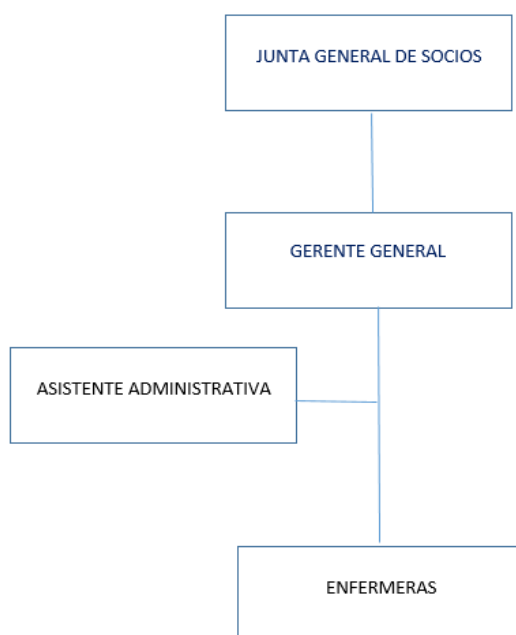 JUNTA GENERAL DE SOCIOS
GERENTE GENERAL
ASISTENTE ADMINISTRATIVA
ENFERMERAS